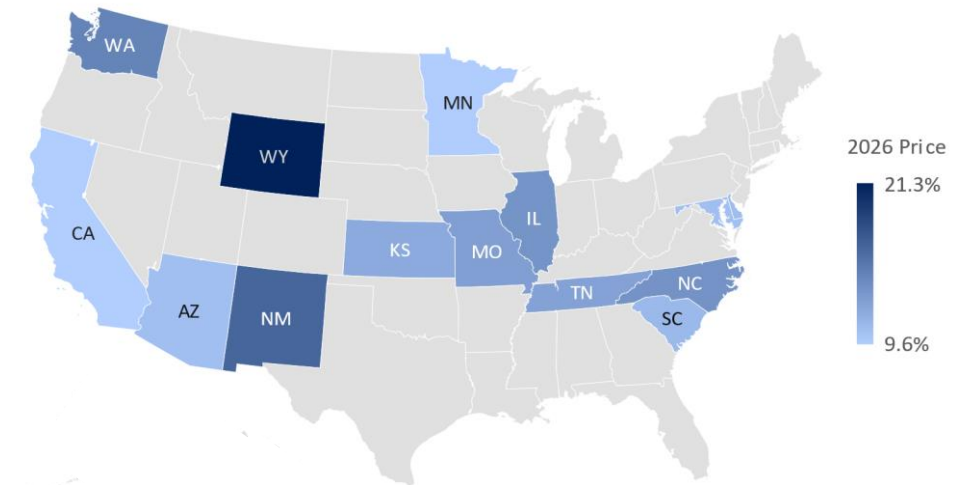 WA
MN
2026 Price
WY
21.3%
IL
CA
KS
MO
NC
TN
AZ
NM
SC
9.6%